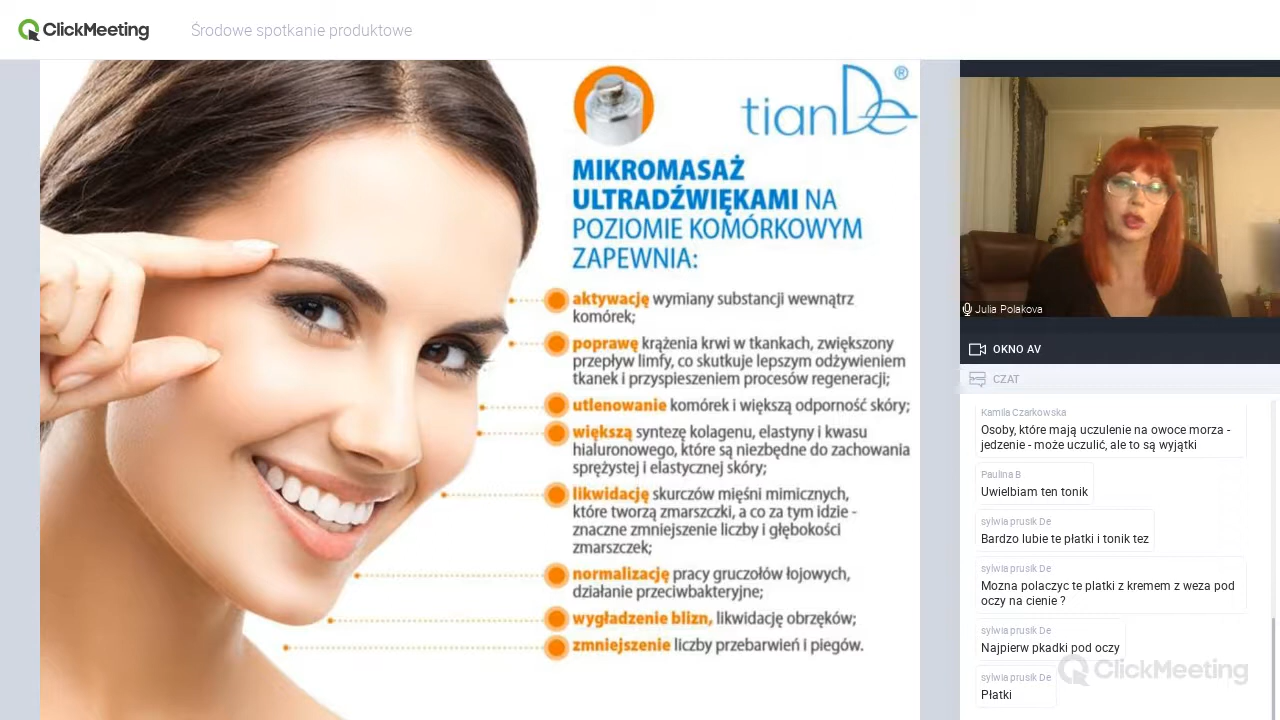 ClickMeeting
Środowe spotkanie produktowe
tianDe®
MIKROMASAŻ
ULTRADŹWIĘKAMI NA
POZIOMIE KOMÓRKOWYM
ZAPEWNIA:
aktywację wymiany substancji wewnątrz
komórek;
poprawę krążenia krwi w tkankach, zwiększony
przepływ limfy, co skutkuje lepszym odżywieniem
tkanek i przyspieszeniem procesów regeneracji;
utlenowanie komórek i większą odporność skóry;
większą syntezę kolagenu, elastyny i kwasu
hialuronowego, które są niezbędne do zachowania
sprężystej i elastycznej skóry;
likwidację skurczów mięśni mimicznych,
które tworzą zmarszczki, a co za tym idzie -
znaczne zmniejszenie liczby i głębokości
zmarszczek;
normalizację pracy gruczołów łojowych,
działanie przeciwbakteryjne;
wygładzenie blizn, likwidację obrzęków;
zmniejszenie liczby przebarwień i piegów.
Julia Polakova
OKNO AV
CZAT
Kamila Czerkowska
Osoby, które mają uczulenie na owoce morza -
jedzenie - może uczulić, ale to są wyjątki
Paulina B
Uwielbiam ten tonik
sylwia prusik De
Bardzo lubię te płatki i tonik tez
sylwia prusik De
Mozna polaczyc te platki z kremem z weza pod
oczy na cienie ?
sylwia prusik De
Najpierw pkadki pod oczy
sylwia prusik De
Płatki
ClickMeeting